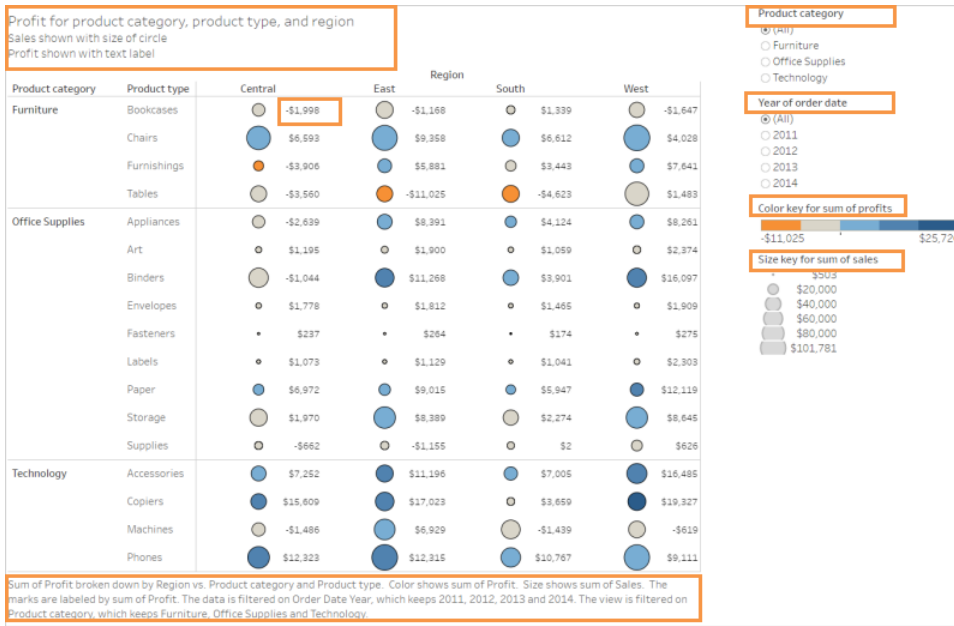 Profit for product category, product type, and region
Sales shown with size of circle
Profit shown with text label
Region
Product category Product type Central East South West
Furniture Bookcases -$1,998 -$1,168 $1,339 -$1,647
Chairs $6,593 $9,358 $6,612 $4,028
Furnishings -$3,906 $5,881 $3,443 $7,641
Tables -$3,560 -$11,025 -$4,623 $1,483
Office Supplies Appliances -$2,639 $8,391 $4,124 $8,261
Art $1,195 $1,900 $1,059 $2,374
Binders -$1,044 $11,268 $3,901 $16,097
Envelopes $1,778 $1,812 $1,465 $1,909
Fasteners $237 $264 $174 $275
Labels $1,073 $1,129 $1,041 $2,303
Paper $6,972 $9,015 $5,947 $12,119
Storage $1,970 $8,389 $2,274 $8,645
Supplies -$662 -$1,155 $2 $626
Technology Accessories $7,252 $11,196 $7,005 $16,485
Copiers $15,609 $17,023 $3,659 $19,327
Machines -$1,486 $6,929 -$1,439 -$619
Phones $12,323 $12,315 $10,767 $9,111
Sum of Profit broken down by Region vs. Product category and Product type. Color shows sum of Profit. Size shows sum of Sales. The
marks are labeled by sum of Profit. The data is filtered on Order Date Year, which keeps 2011, 2012, 2013 and 2014. The view is filtered on
Product category, which keeps Furniture, Office Supplies and Technology.
Product category
(All)
Furniture
Office Supplies
Technology
Year of order date
(All)
2011
2012
2013
2014
Color key for sum of profits
-$11,025 $25,72
Size key for sum of sales
$503
$20,000
$40,000
$60,000
$80,000
$101,781